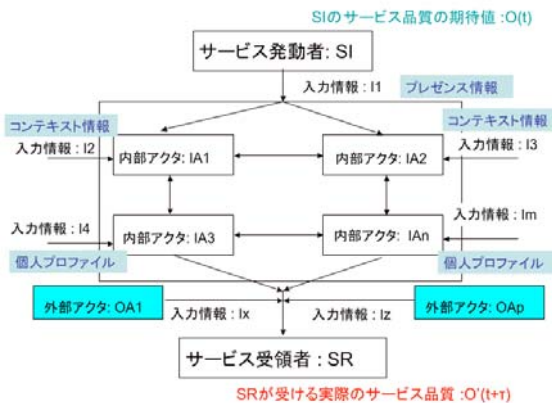 SIのサービス品質の期待値 :O(t)
サービス発動者: SI
入力情報 : I1
プレゼンス情報
コンテキスト情報
コンテキスト情報
入力情報 : I2
内部アクタ: IA1
内部アクタ: IA2
入力情報 : I3
入力情報 : I4
内部アクタ: IA3
内部アクタ: IAn
入力情報 : Im
個人プロファイル
個人プロファイル
外部アクタ: OA1
入力情報 : Ix
入力情報 : Iz
外部アクタ: OAp
サービス受領者 : SR
SRが受ける実際のサービス品質 :O'(t+τ)